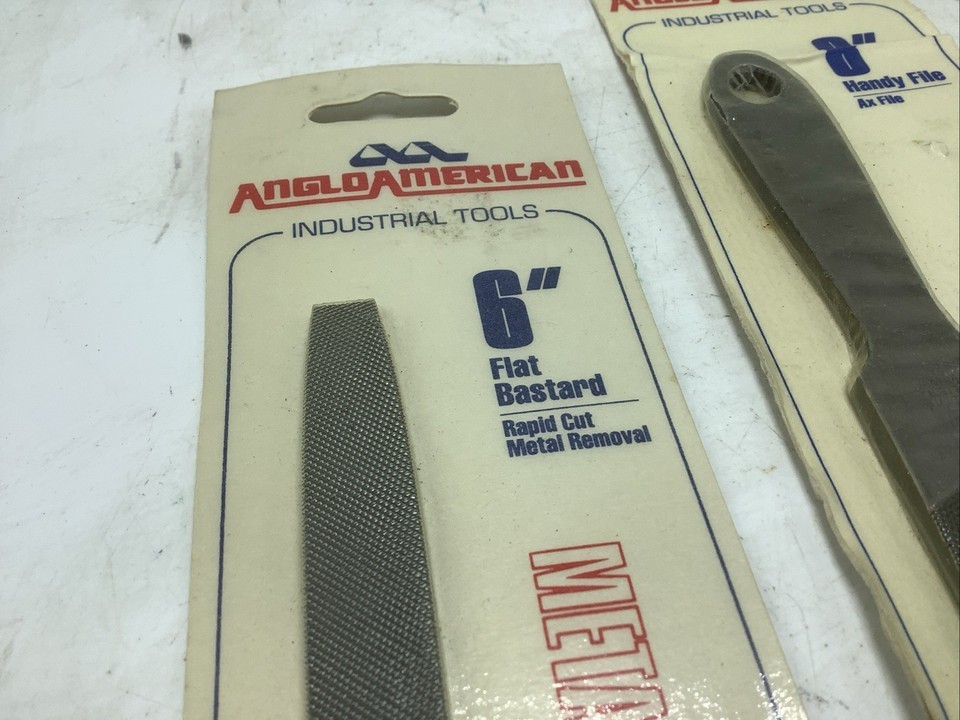 ANGLOAMERICAN
INDUSTRIAL TOOLS
6"
Flat
Bastard
Rapid Cut
Metal Removal
INDUSTRIAL TOOLS
8"
Handy File
Ax File